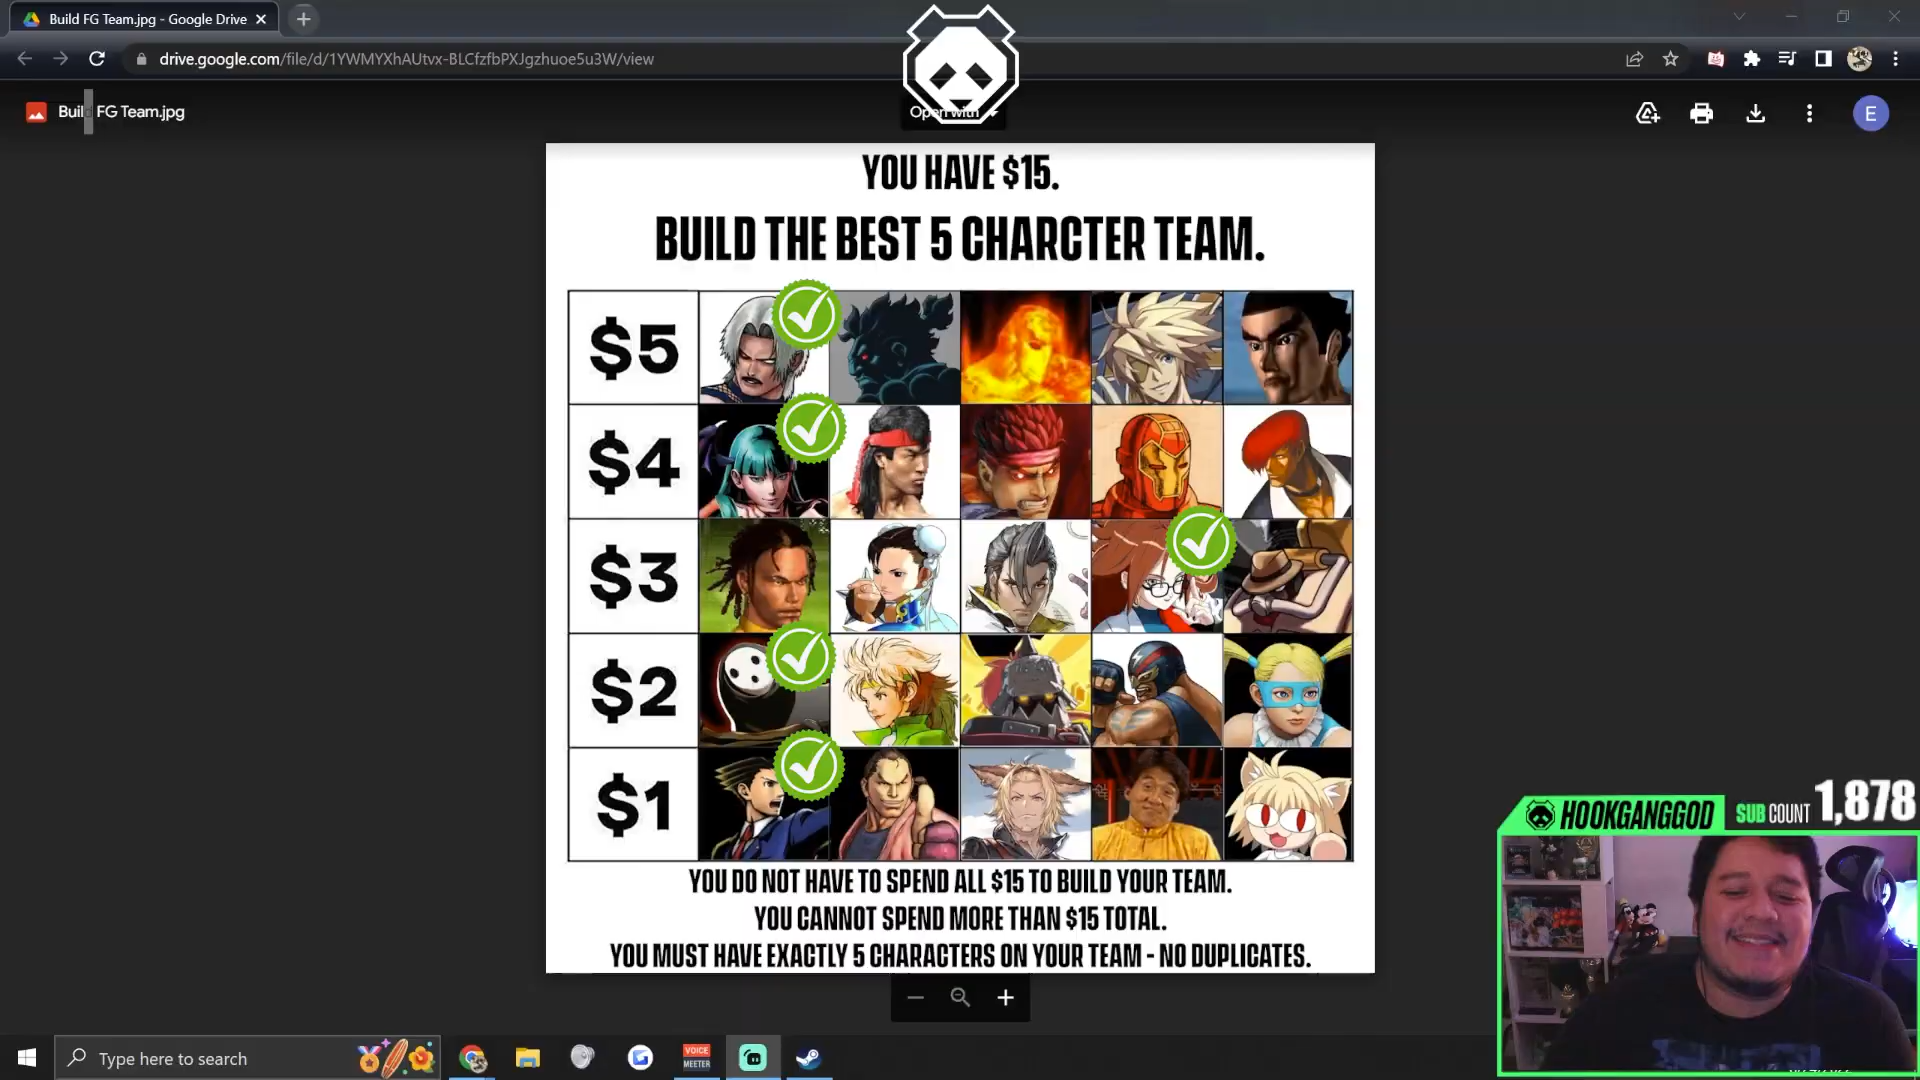 Build FG Team.jpg - Google Drive
drive.google.com/file/d/1YWMYXhAUtvx-BLCfzfbPXJgzhuoe5u3W/view
Build FG Team.jpg
Open with
E
YOU HAVE $15.
BUILD THE BEST 5 CHARCTER TEAM.
$5
$4
$3
$2
$1
YOU DO NOT HAVE TO SPEND ALL $15 TO BUILD YOUR TEAM.
YOU CANNOT SPEND MORE THAN $15 TOTAL.
YOU MUST HAVE EXACTLY 5 CHARACTERS ON YOUR TEAM - NO DUPLICATES.
HOOKGANGGOD
SUB COUNT 1,878
Type here to search
VOICE
MEETER